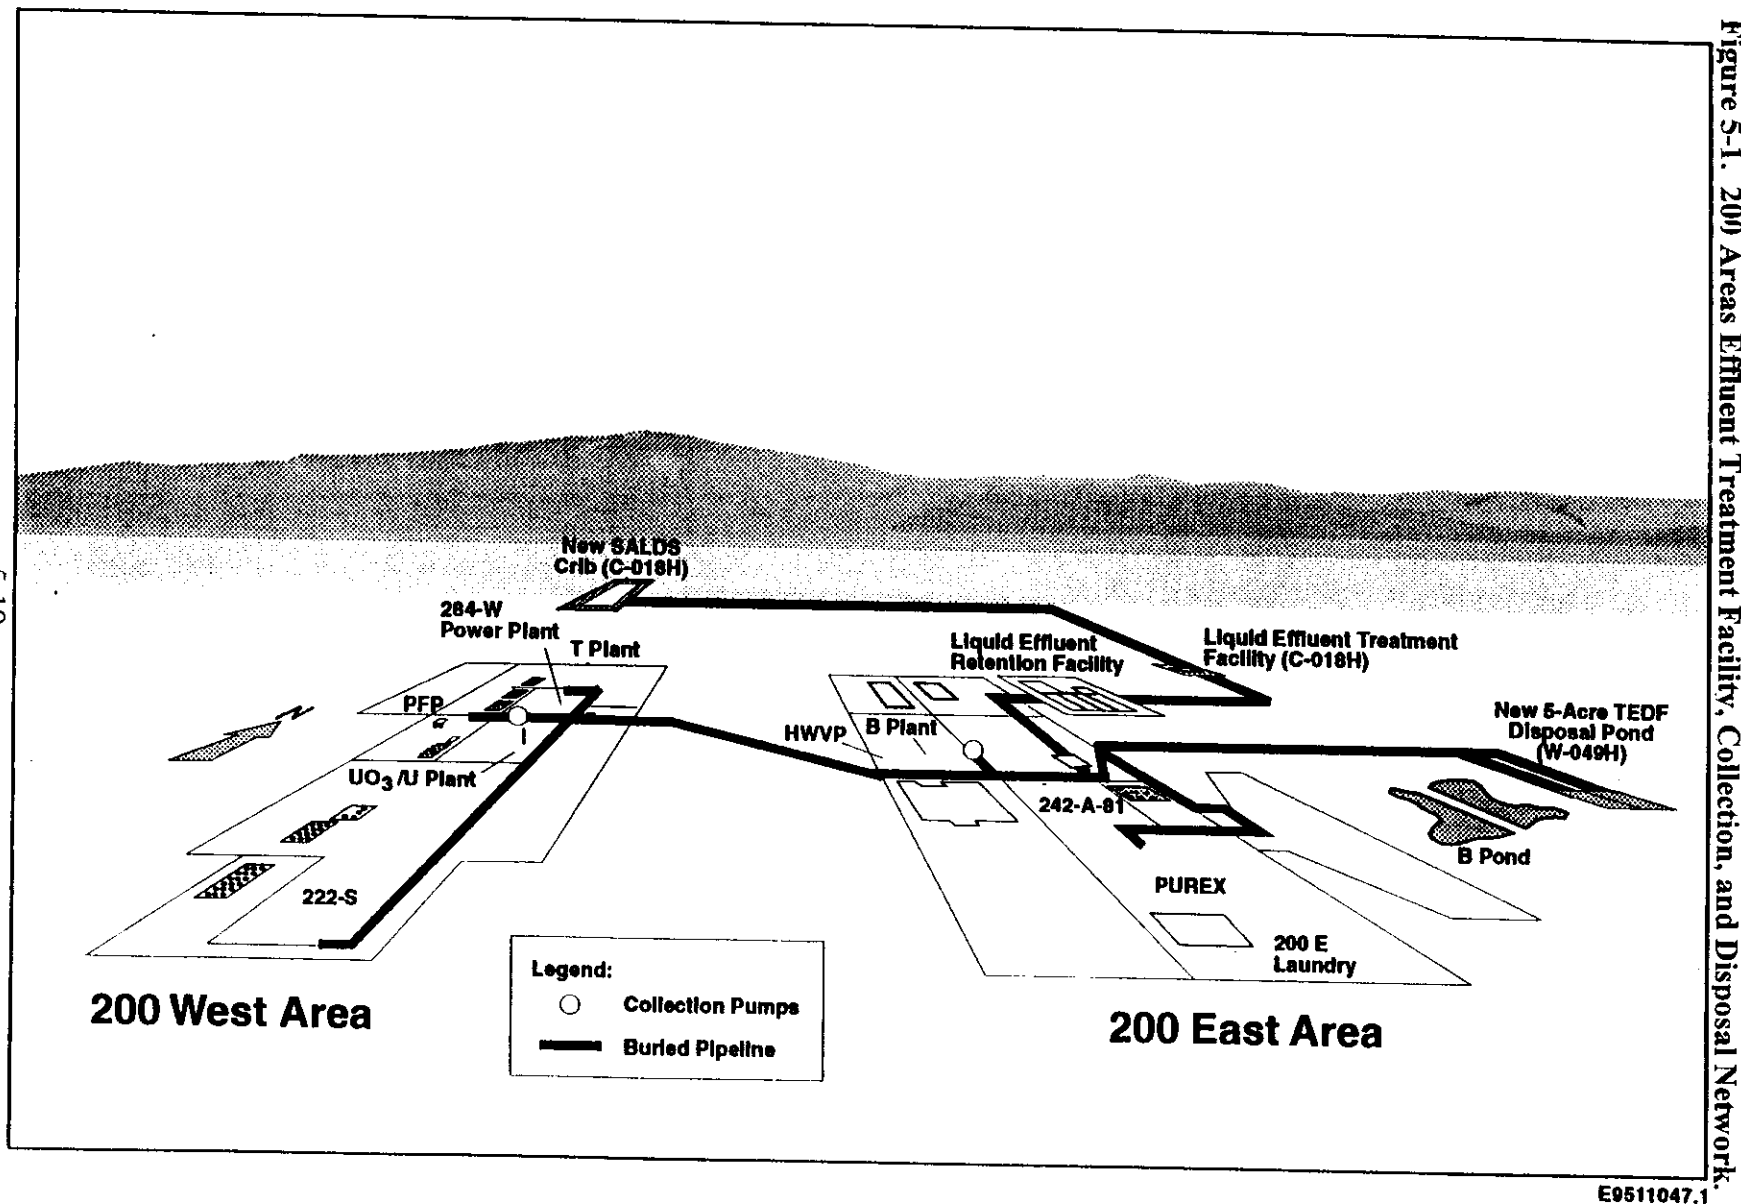 Figure 5-1. 200 Areas Effluent Treatment Facility, Collection, and Disposal Network.
New SALDS
Crib (C-018H)
284-W
Power Plant
T Plant
Liquid Effluent
Retention Facility
Liquid Effluent Treatment
Facility (C-018H)
PFP
N
New 5-Acre TEDF
Disposal Pond
(W-049H)
HWVP
B Plant
UO3 /U Plant
242-A-81
B Pond
222-S
PUREX
200 E
Laundry
200 West Area
200 East Area
Legend:
Collection Pumps
Buried Pipeline
E9511047.1